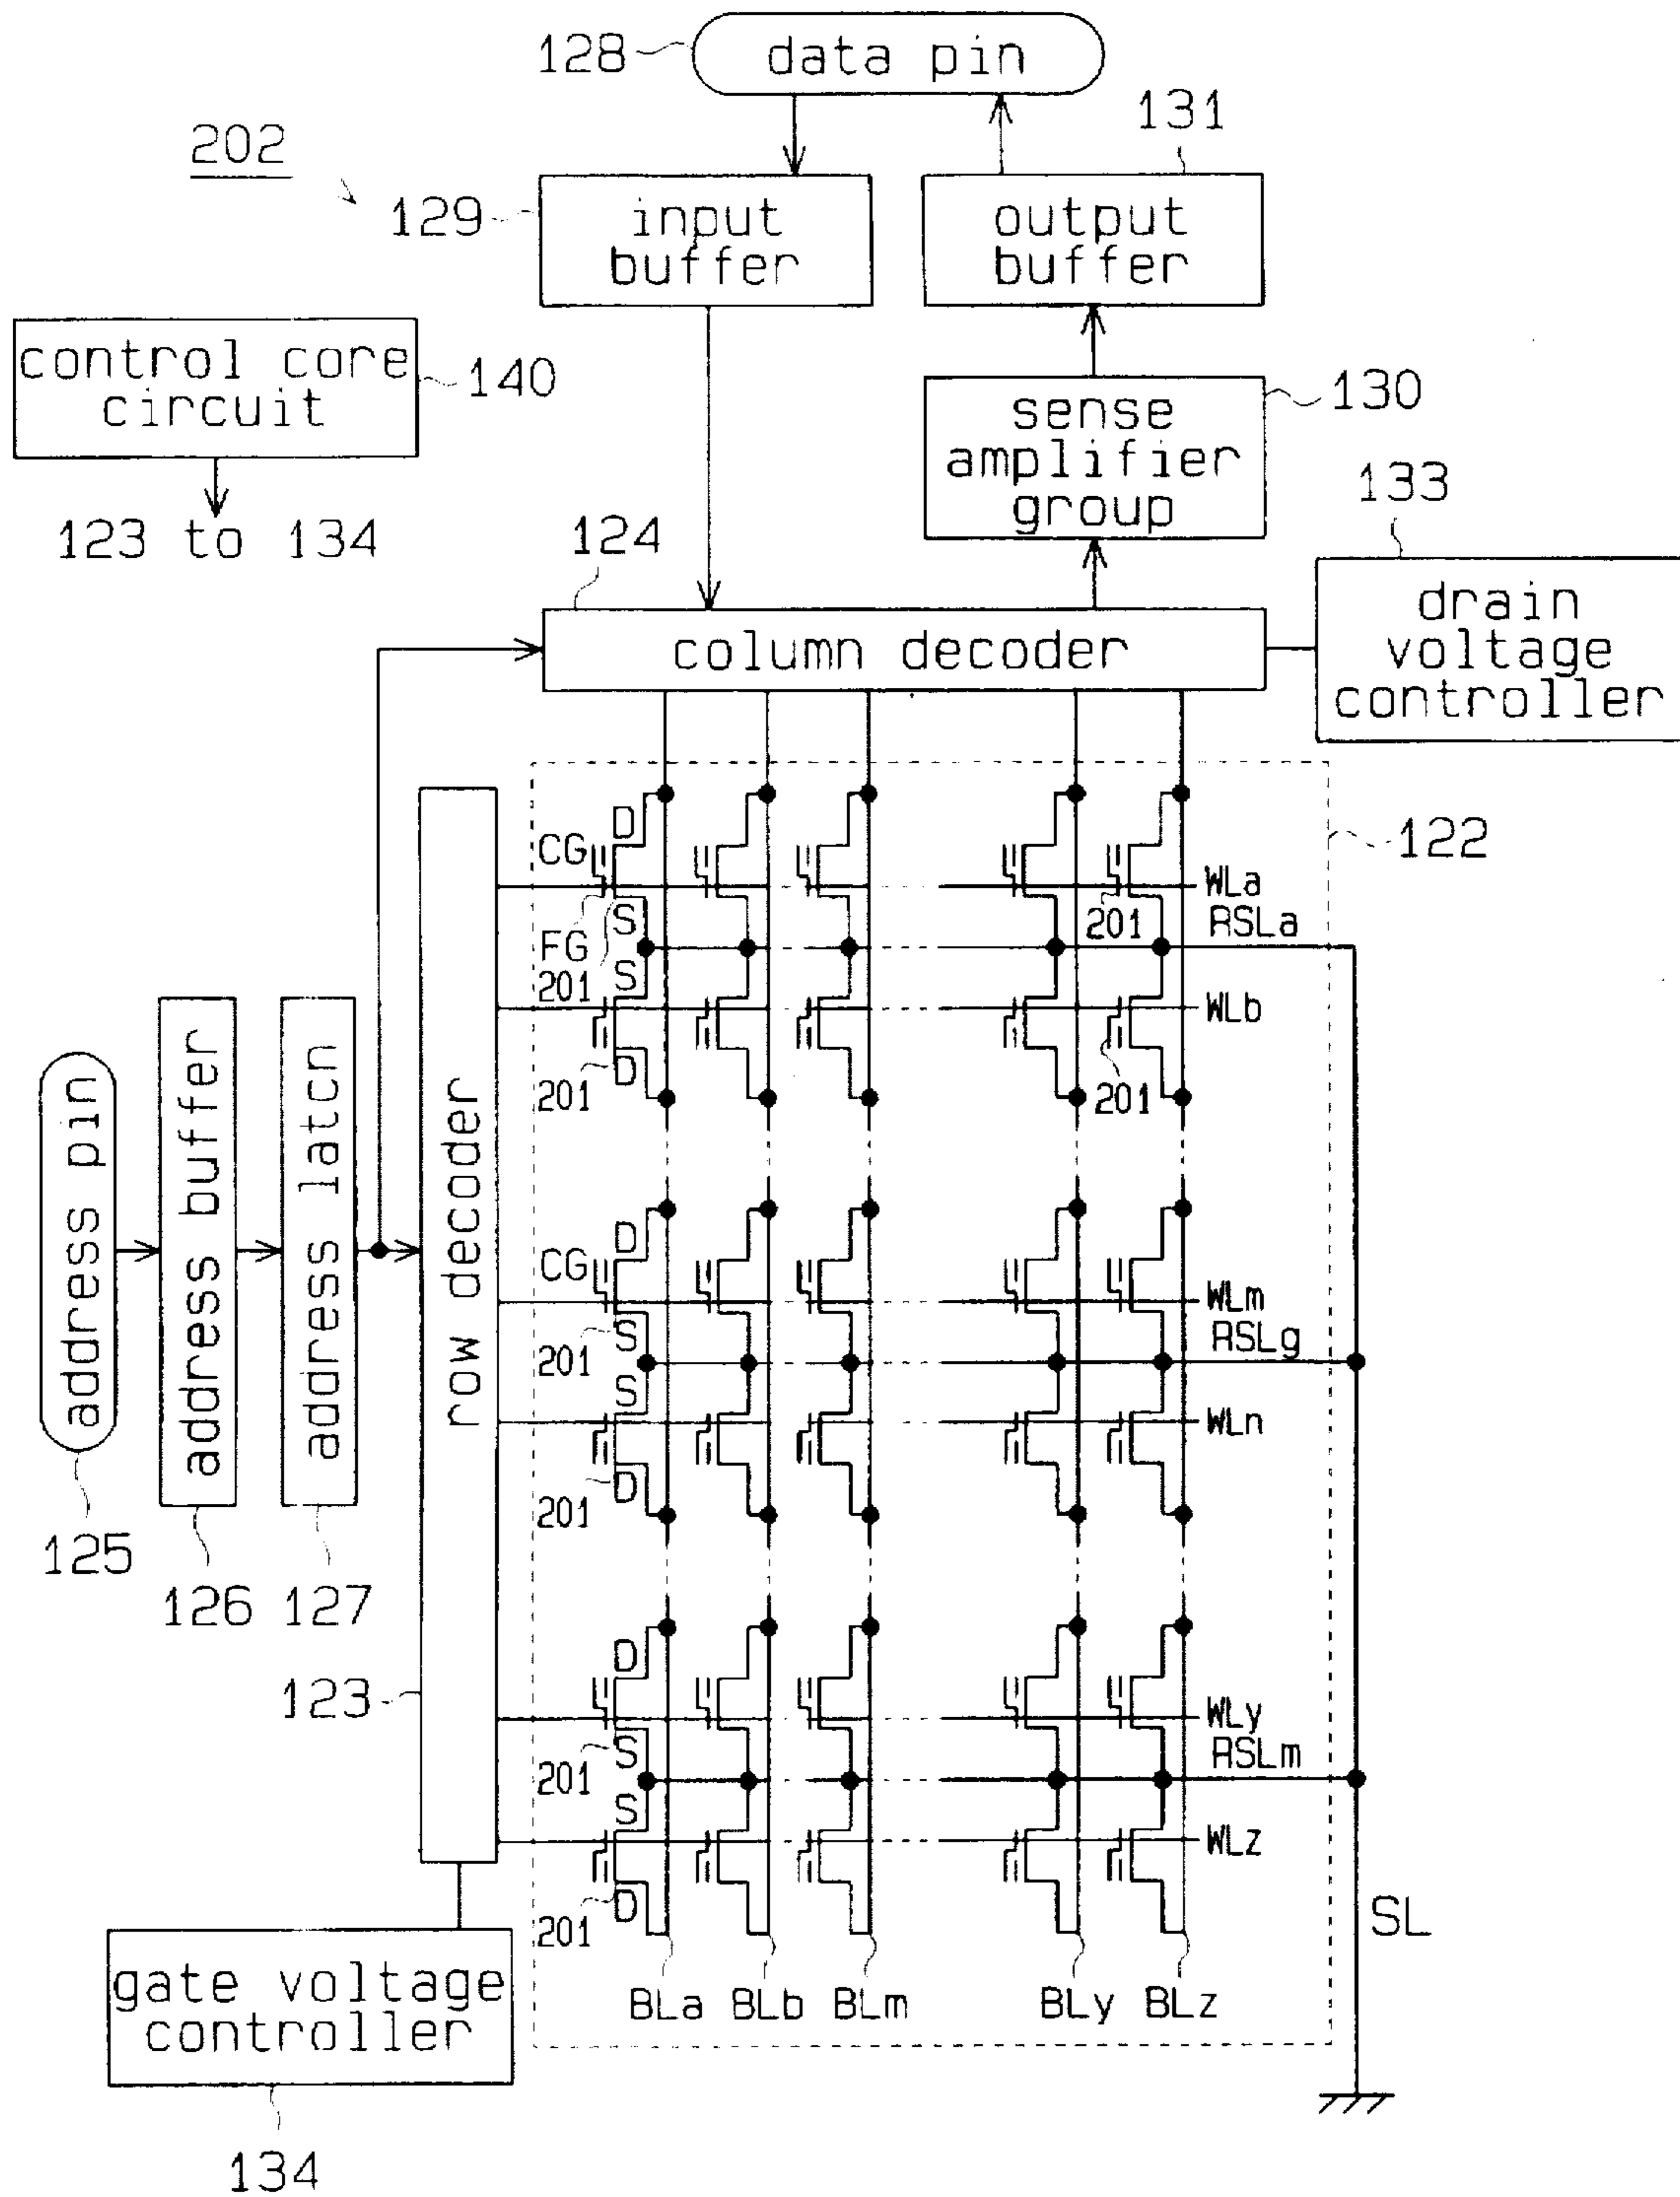 128
data pin
202
131
129
input
buffer
output
buffer
control core
circuit
140
sense
amplifier
group
130
123 to 134
124
133
column decoder
drain
voltage
controller
122
D
CG
WLa
S
FG
201
RSLa
201
S
WLb
D
201
201
address pin
address buffer
address latch
row decoder
D
CG
WLm
S
201
RSLg
S
WLn
D
201
125
126
127
D
123
WLy
S
201
RSLm
S
WLz
D
201
SL
BLa
BLb
BLm
BLy
BLz
gate voltage
controller
134